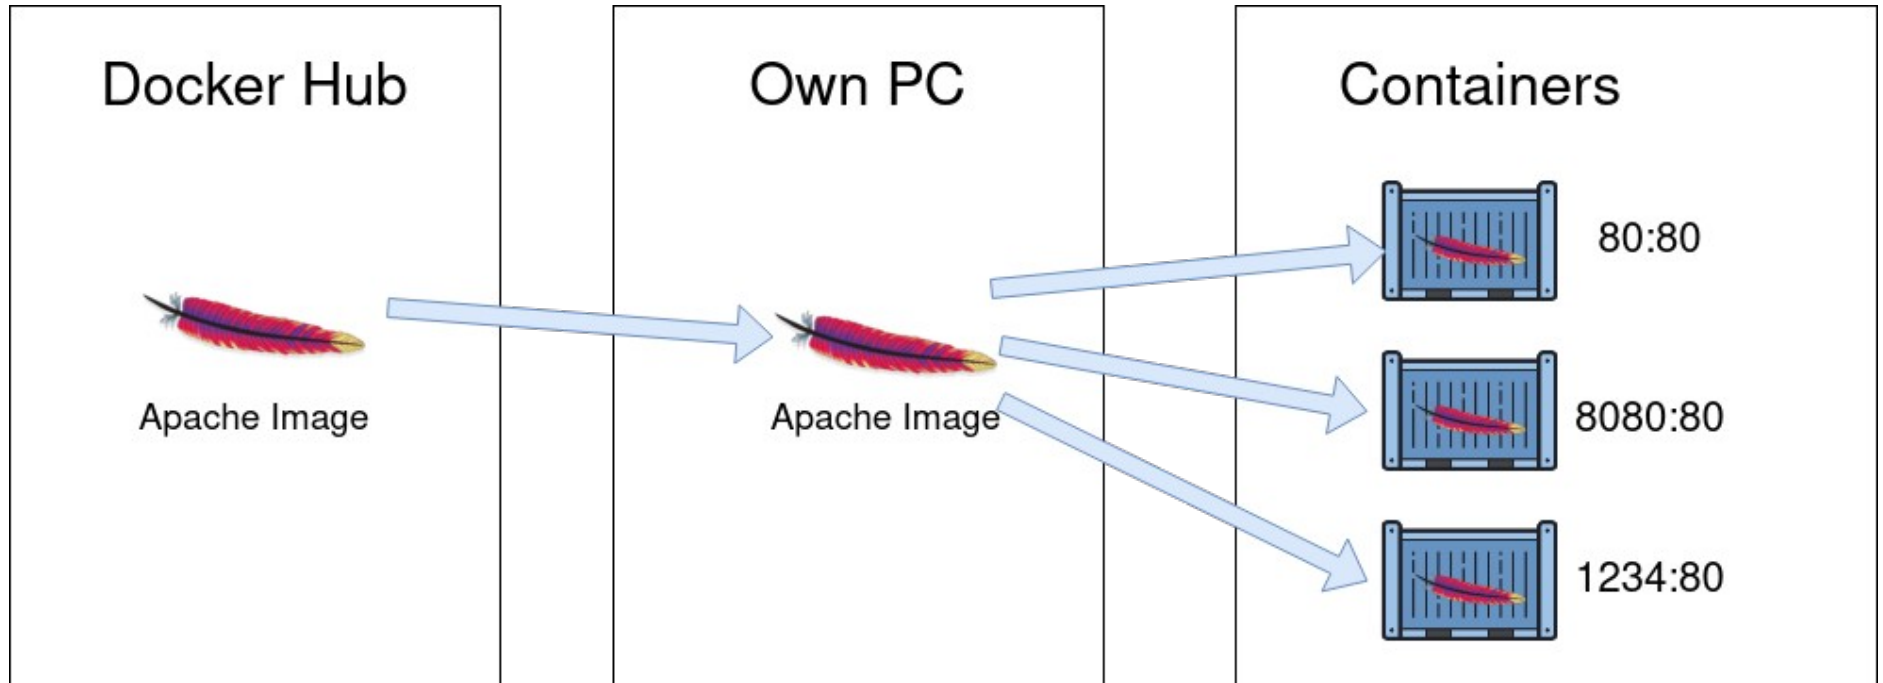 Docker Hub
Apache Image
Own PC
Apache Image
Containers
80:80
8080:80
1234:80